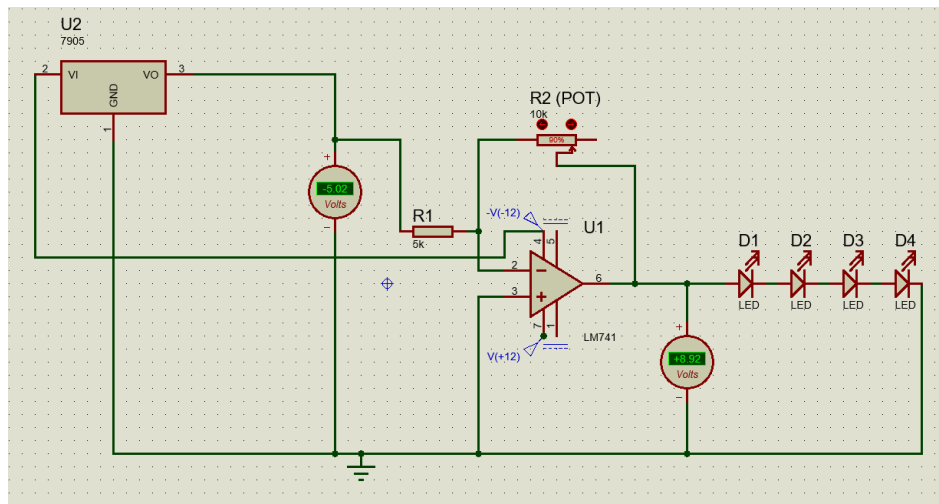 U2
7905
2
VI
VO
3
GND
1
+
-5.02
Volts
R2 (POT)
10k
90%
R1
5k
-V(-12)
4
5
U1
2
3
6
7
1
LM741
V(+12)
D1
D2
D3
D4
LED
LED
LED
LED
+
+8.92
Volts